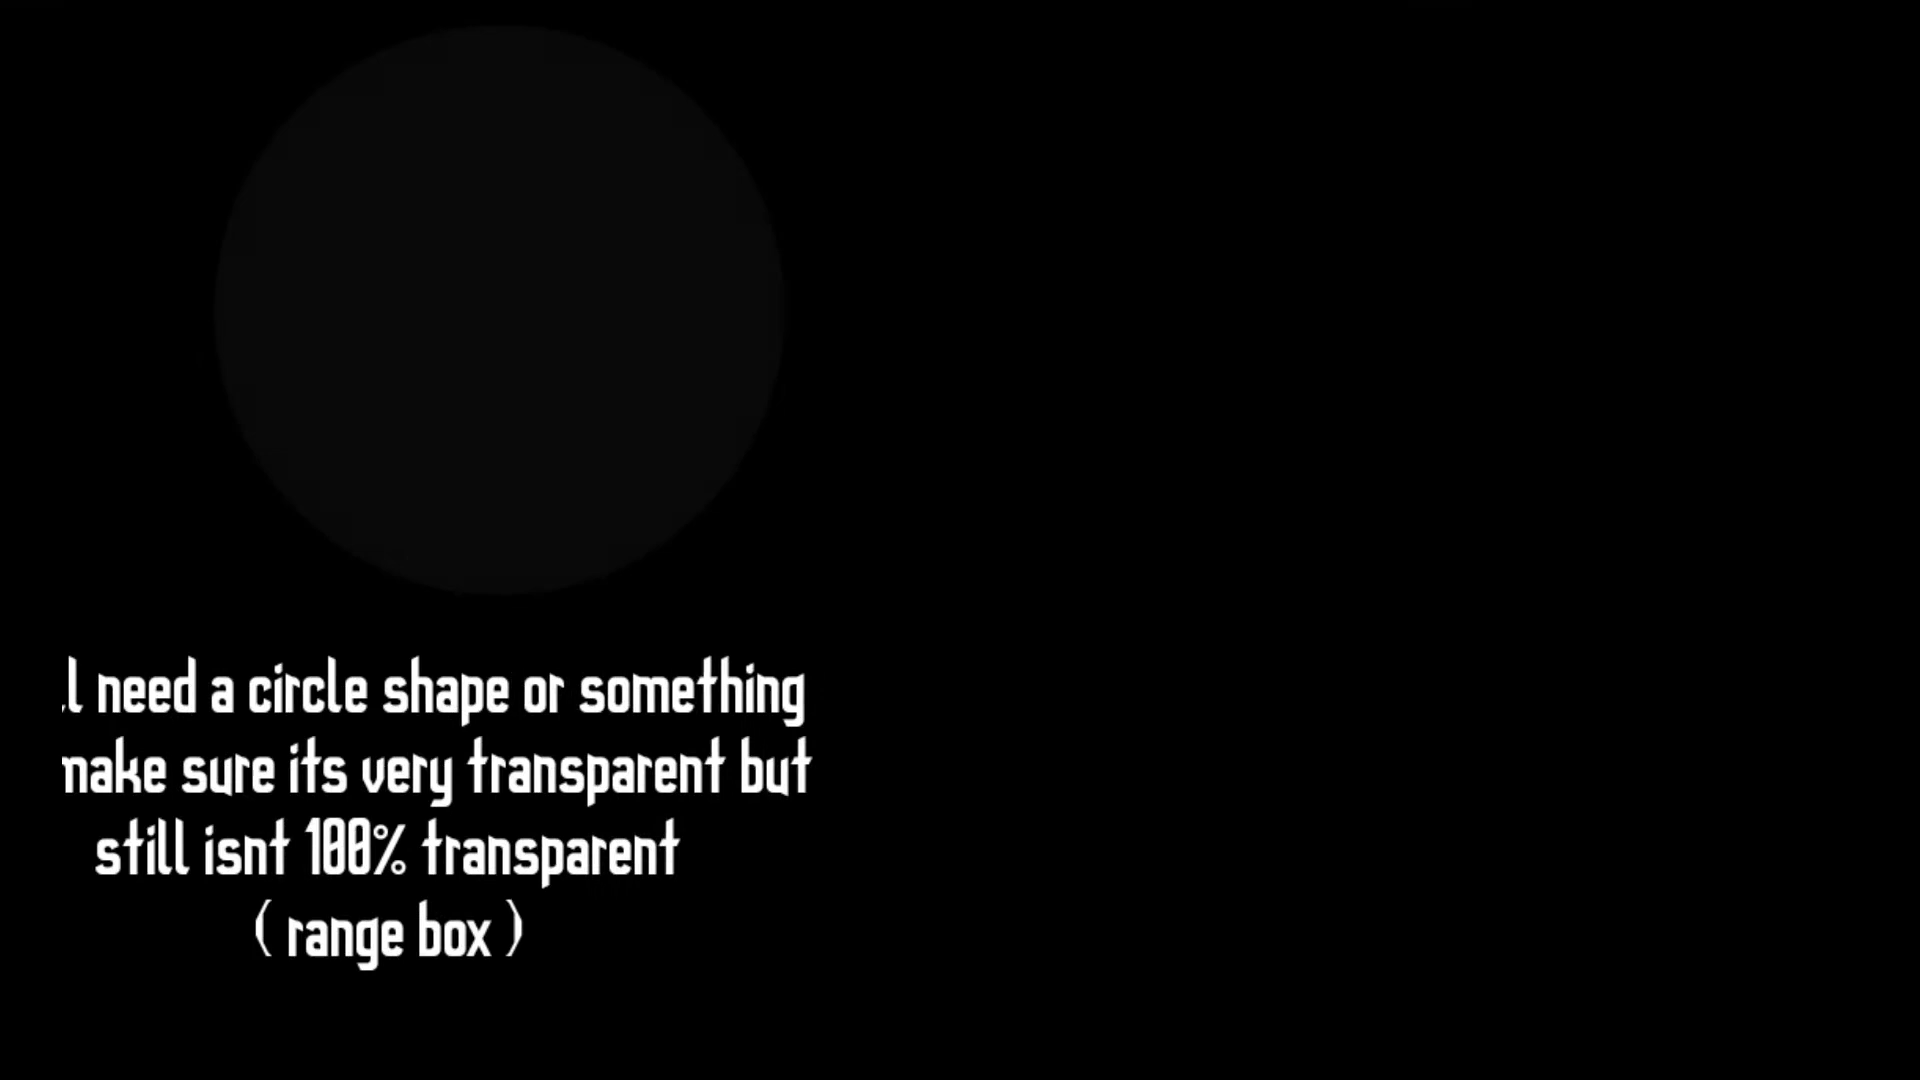 need a circle shape or something
make sure its very transparent but
still isnt 100% transparent
( range box )